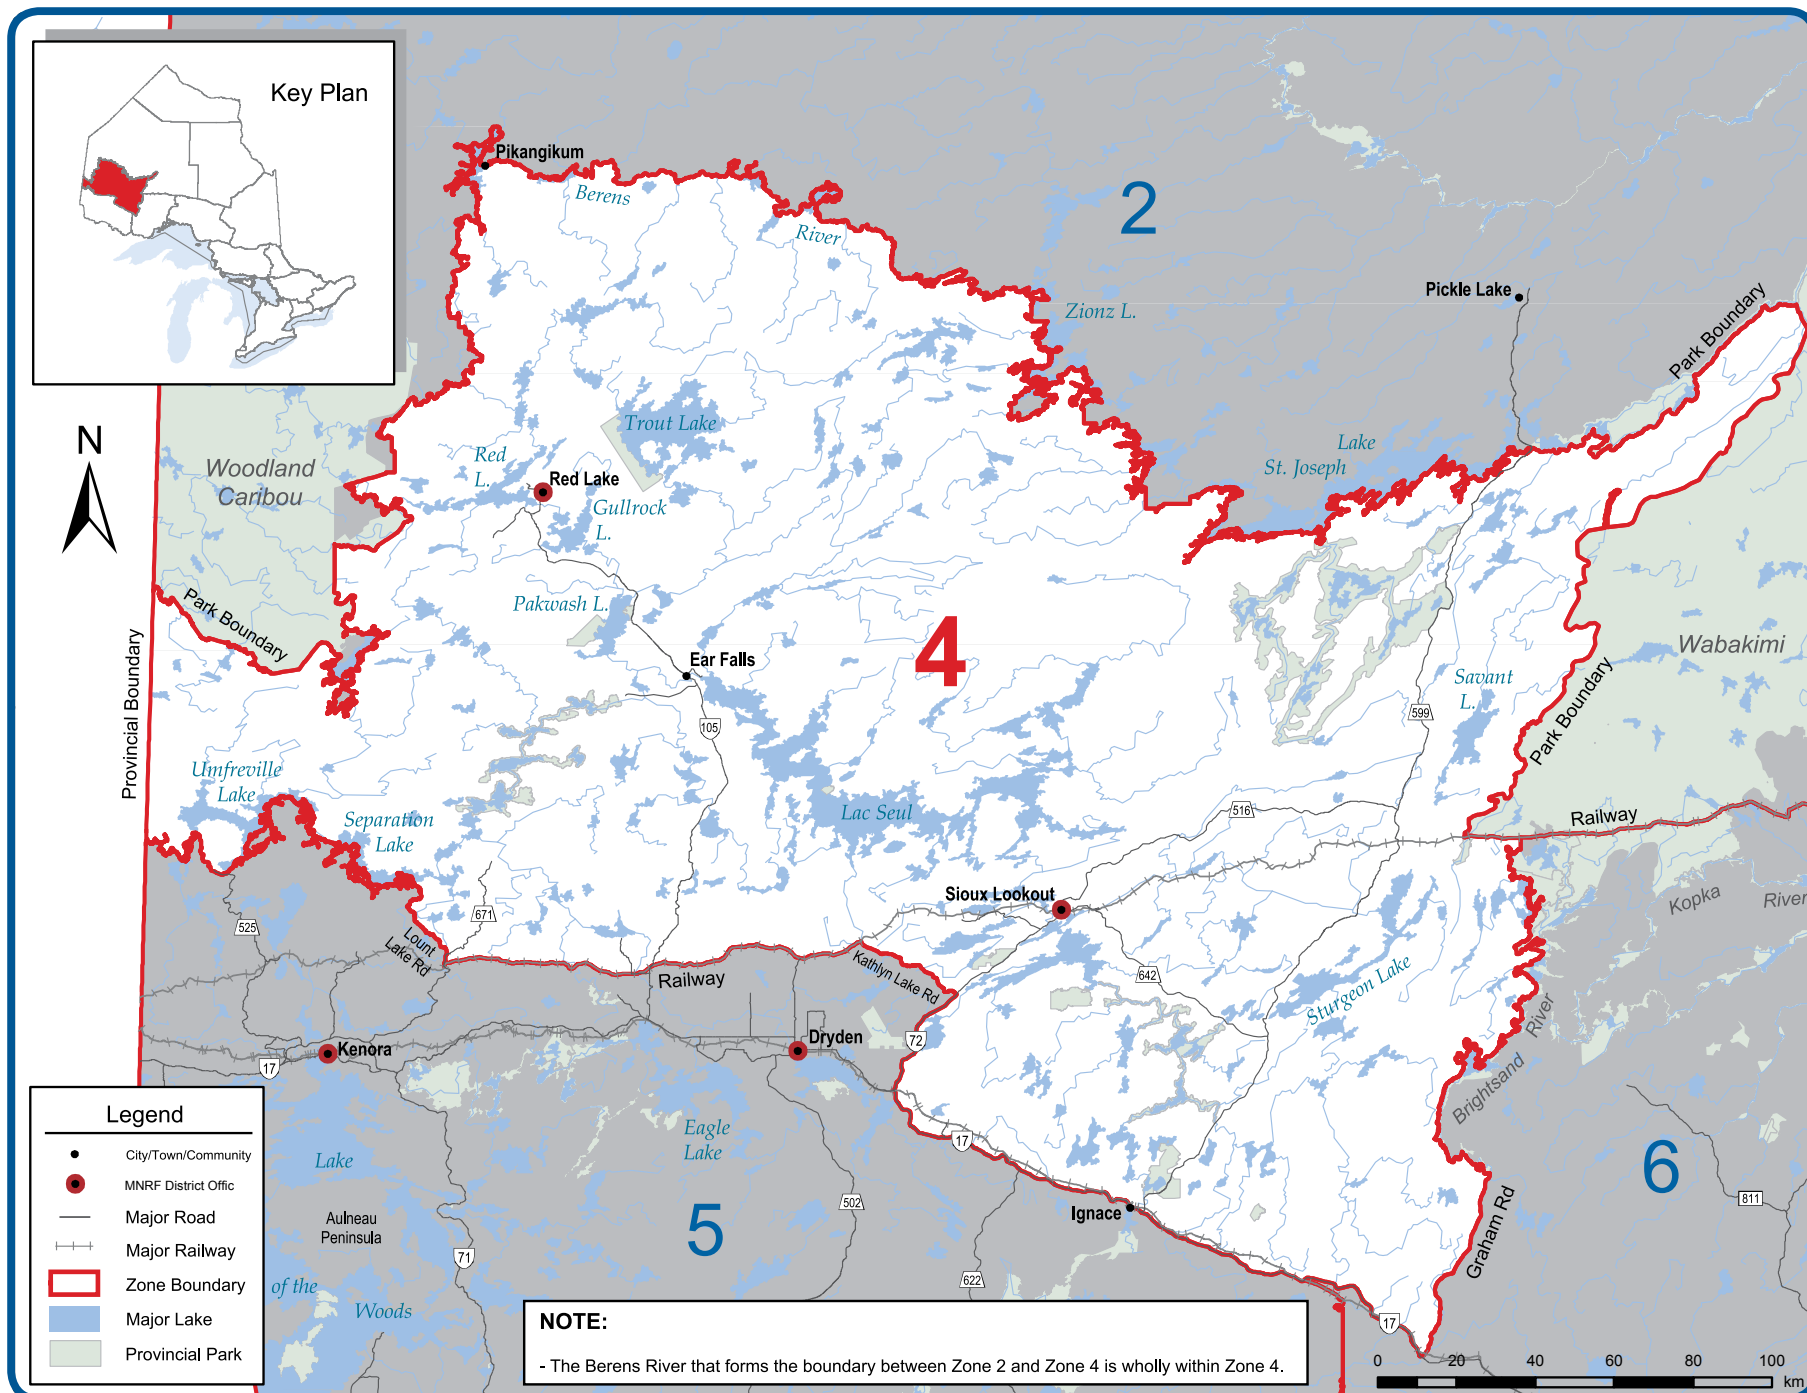 Key Plan
Pikangikum
Berens
River
2
Zionz L.
Pickle Lake
Park Boundary
N
Woodland
Caribou
Trout Lake
Red
L.
Red Lake
Gullrock
L.
Lake
St. Joseph
Pakwash L.
Park Boundary
Provincial Boundary
Ear Falls
4
Wabakimi
Savant
L.
Park Boundary
105
599
Umfreville
Lake
Separation
Lake
Lac Seul
516
Railway
Sioux Lookout
Kopka
River
671
525
Lount
Lake Rd
Railway
Kathlyn Lake Rd
642
Sturgeon Lake
Brightsand
River
72
Kenora
Dryden
17
17
Eagle
Lake
6
811
Graham Rd
Ignace
502
5
Lake
Aulneau
Peninsula
71
622
of the
Woods
17
Legend
City/Town/Community
MNRF District Offic
Major Road
Major Railway
Zone Boundary
Major Lake
Provincial Park
NOTE:
- The Berens River that forms the boundary between Zone 2 and Zone 4 is wholly within Zone 4.
0 20 40 60 80 100
km